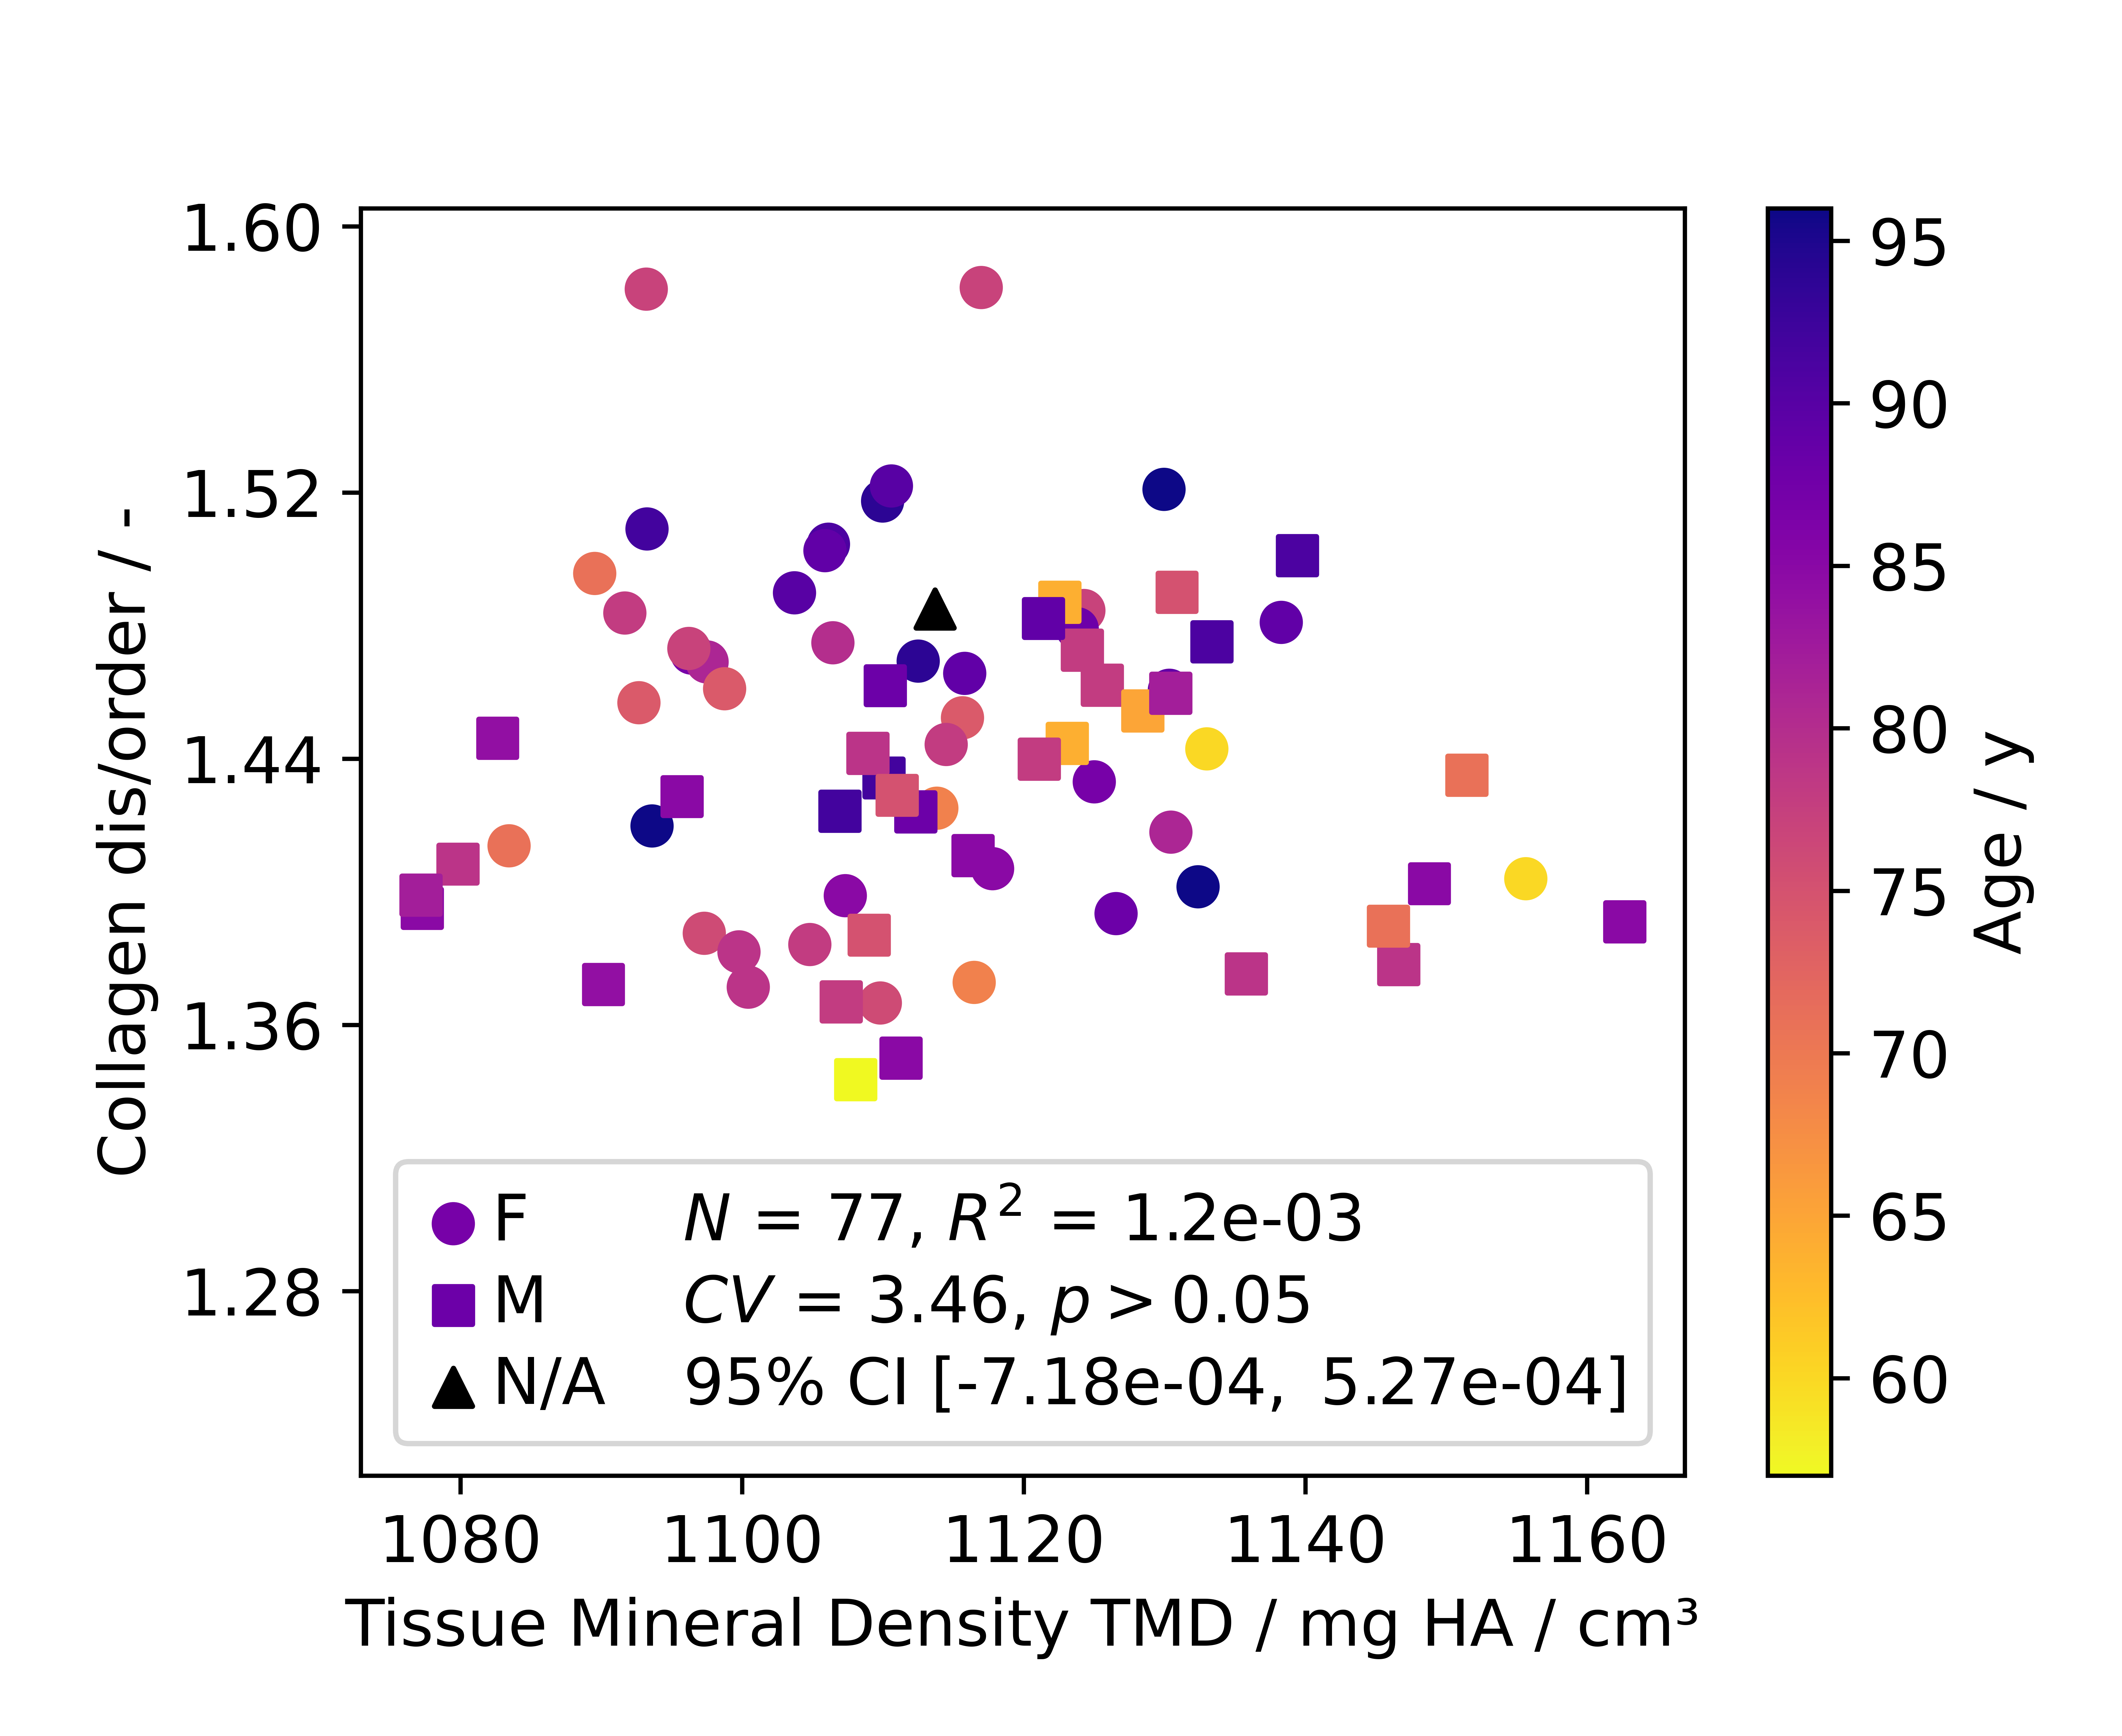 1.60
1.52
1.44
1.36
1.28
Collagen dis/order / -
F N = 77, R² = 1.2e-03
M CV = 3.46, p > 0.05
N/A 95% CI [-7.18e-04, 5.27e-04]
1080 1100 1120 1140 1160
Tissue Mineral Density TMD / mg HA / cm³
95
90
85
80
75
70
65
60
Age / y